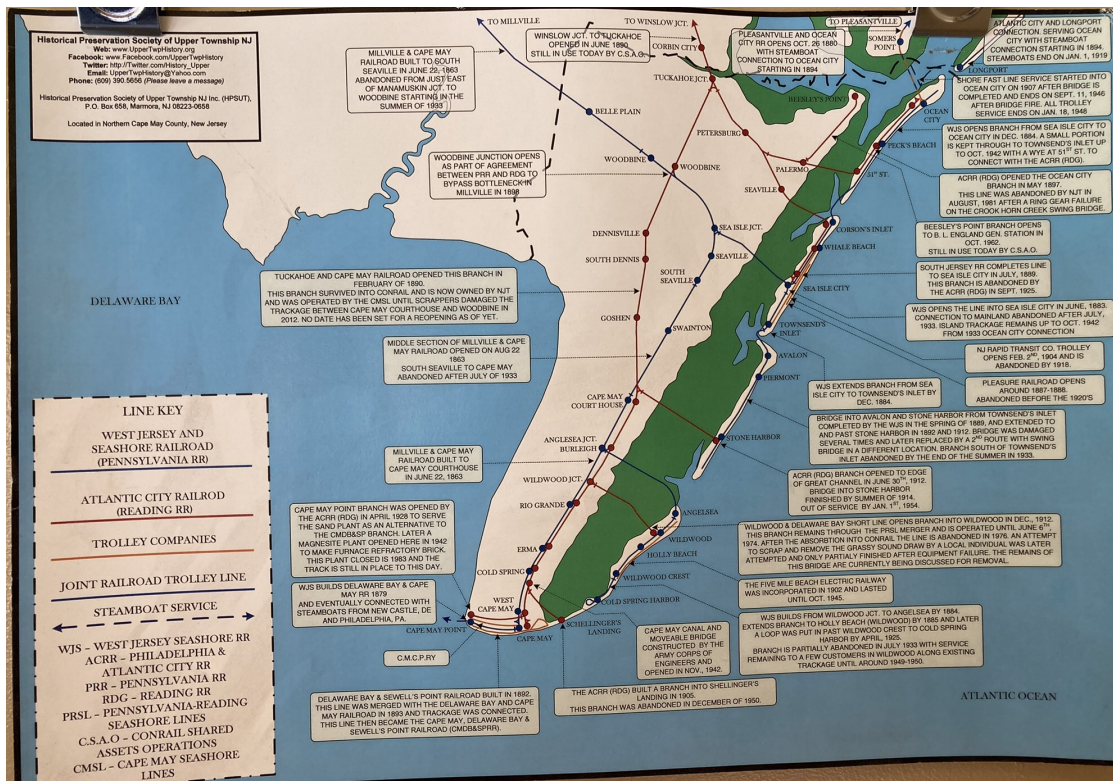 Historical Preservation Society of Upper Township NJ
Web: www.UpperTwpHistory.org
Facebook: www.facebook.com/UpperTwpHistory
Twitter: http://Twitter.com/History_Upper
Email: UpperTwpHistory@Yahoo.com
Phone: (609) 390.5656 (Please leave a message)
Historical Preservation Society of Upper Township NJ Inc. (HPSUT),
P.O. Box 658, Marmora, NJ 08223-0658
Located in Northern Cape May County, New Jersey
TO MILLVILLE
MILLVILLE & CAPE MAY
RAILROAD BUILT TO SOUTH
SEAVILLE IN JUNE 22, 1863
ABANDONED FROM JUST EAST
OF MANAMUSKIN JCT. TO
WOODBINE STARTING IN THE
SUMMER OF 1933
WINSLOW JCT. TO TUCKAHOE
OPENED IN JUNE 1890
STILL IN USE TODAY BY C.S.A.O.
TO WINSLOW JCT.
CORBIN CITY
TUCKAHOE JCT.
PLEASANTVILLE AND OCEAN
CITY RR OPENS OCT. 26 1880
WITH STEAMBOAT
CONNECTION TO OCEAN CITY
STARTING IN 1894
TO PLEASANTVILLE
SOMERS
POINT
ATLANTIC CITY AND LONGPORT
CONNECTION. SERVING OCEAN
CITY WITH STEAMBOAT
CONNECTION STARTING IN 1894.
STEAMBOATS END ON JAN. 1, 1919
LONGPORT
SHORE FAST LINE SERVICE STARTED INTO
OCEAN CITY ON 1907 AFTER BRIDGE IS
COMPLETED AND ENDS ON SEPT. 11, 1946
AFTER BRIDGE FIRE. ALL TROLLEY
SERVICE ENDS ON JAN. 18, 1948
BEESLEY'S POINT
OCEAN
CITY
BELLE PLAIN
PETERSBURG
PECK'S BEACH
WJS OPENS BRANCH FROM SEA ISLE CITY TO
OCEAN CITY IN DEC. 1884. A SMALL PORTION
IS KEPT THROUGH TO TOWNSEND'S INLET UP
TO OCT. 1942 WITH A WYE AT 51ST ST. TO
CONNECT WITH THE ACRR (RDG).
WOODBINE JUNCTION OPENS
AS PART OF AGREEMENT
BETWEEN PRR AND RDG TO
BYPASS BOTTLENECK IN
MILLVILLE IN 1898
WOODBINE
WOODBINE
PALERMO
51st ST.
SEAVILLE
ACRR (RDG) OPENED THE OCEAN CITY
BRANCH IN MAY 1897.
THIS LINE WAS ABANDONED BY NJT IN
AUGUST, 1981 AFTER A RING GEAR FAILURE
ON THE CROOK HORN CREEK SWING BRIDGE.
DENNISVILLE
SEA ISLE JCT.
CORSON'S INLET
BEESLEY'S POINT BRANCH OPENS
TO B. L. ENGLAND GEN. STATION IN
OCT. 1962.
STILL IN USE TODAY BY C.S.A.O.
WHALE BEACH
SOUTH DENNIS
SEAVILLE
SOUTH
SEAVILLE
SOUTH JERSEY RR COMPLETES LINE
TO SEA ISLE CITY IN JULY, 1889.
THIS BRANCH IS ABANDONED BY
THE ACRR (RDG) IN SEPT. 1925.
TUCKAHOE AND CAPE MAY RAILROAD OPENED THIS BRANCH IN
FEBRUARY OF 1890.
THIS BRANCH SURVIVED INTO CONRAIL AND IS NOW OWNED BY NJT
AND WAS OPERATED BY THE CMSL UNTIL SCRAPPERS DAMAGED THE
TRACKAGE BETWEEN CAPE MAY COURTHOUSE AND WOODBINE IN
2012. NO DATE HAS BEEN SET FOR A REOPENING AS OF YET.
DELAWARE BAY
SEA ISLE CITY
GOSHEN
SWAINTON
WJS OPENS THE LINE INTO SEA ISLE CITY IN JUNE, 1883.
CONNECTION TO MAINLAND ABANDONED AFTER JULY,
1933. ISLAND TRACKAGE REMAINS UP TO OCT. 1942
FROM 1933 OCEAN CITY CONNECTION
TOWNSEND'S
INLET
MIDDLE SECTION OF MILLVILLE & CAPE
MAY RAILROAD OPENED ON AUG 22
1863
SOUTH SEAVILLE TO CAPE MAY
ABANDONED AFTER JULY OF 1933
AVALON
NJ RAPID TRANSIT CO. TROLLEY
OPENS FEB. 2ND, 1904 AND IS
ABANDONED BY 1918.
PIERMONT
PLEASURE RAILROAD OPENS
AROUND 1887-1888.
ABANDONED BEFORE THE 1920'S
WJS EXTENDS BRANCH FROM SEA
ISLE CITY TO TOWNSEND'S INLET BY
DEC. 1884.
CAPE MAY
COURT HOUSE
BRIDGE INTO AVALON AND STONE HARBOR FROM TOWNSEND'S INLET
COMPLETED BY THE WJS IN THE SPRING OF 1889, AND EXTENDED TO
AND PAST STONE HARBOR IN 1892 AND 1912. BRIDGE WAS DAMAGED
SEVERAL TIMES AND LATER REPLACED BY A 2ND ROUTE WITH SWING
BRIDGE IN A DIFFERENT LOCATION. BRANCH SOUTH OF TOWNSEND'S
INLET ABANDONED BY THE END OF THE SUMMER IN 1933.
STONE HARBOR
ANGLESEA JCT.
BURLEIGH
MILLVILLE & CAPE MAY
RAILROAD BUILT TO
CAPE MAY COURTHOUSE
IN JUNE 22, 1863
ACRR (RDG) BRANCH OPENED TO EDGE
OF GREAT CHANNEL IN JUNE 30TH, 1912.
BRIDGE INTO STONE HARBOR
FINNISHED BY SUMMER OF 1914.
OUT OF SERVICE BY JAN. 1ST, 1954.
WILDWOOD JCT.
RIO GRANDE
ANGELSEA
CAPE MAY POINT BRANCH WAS OPENED BY
THE ACRR (RDG) IN APRIL 1928 TO SERVE
THE SAND PLANT AS AN ALTERNATIVE TO
THE CMDB&SP BRANCH. LATER A
MAGNESITE PLANT OPENED HERE IN 1942
TO MAKE FURNACE REFRACTORY BRICK.
THIS PLANT CLOSED IS 1983 AND THE
TRACK IS STILL IN PLACE TO THIS DAY.
WILDWOOD
HOLLY BEACH
WILDWOOD & DELAWARE BAY SHORT LINE OPENS BRANCH INTO WILDWOOD IN DEC., 1912.
THIS BRANCH REMAINS THROUGH THE PRSL MERGER AND IS OPERATED UNTIL JUNE 6TH,
1974. AFTER THE ABSORPTION INTO CONRAIL THE LINE IS ABANDONED IN 1976. AN ATTEMPT
TO SCRAP AND REMOVE THE GRASSY SOUND DRAW BY A LOCAL INDIVIDUAL WAS LATER
ATTEMPTED AND ONLY PARTIALLY FINISHED AFTER EQUIPMENT FAILURE. THE REMAINS OF
THIS BRIDGE ARE CURRENTLY BEING DISCUSSED FOR REMOVAL.
ERMA
COLD SPRING
WILDWOOD CREST
COLD SPRING HARBOR
THE FIVE MILE BEACH ELECTRIC RAILWAY
WAS INCORPORATED IN 1902 AND LASTED
UNTIL OCT. 1945.
WJS BUILDS DELAWARE BAY & CAPE
MAY RR 1879
AND EVENTUALLY CONNECTED WITH
STEAMBOATS FROM NEW CASTLE, DE
AND PHILADELPHIA, PA.
WEST
CAPE MAY
CAPE MAY POINT
CAPE MAY
SCHELLINGER'S
LANDING
WJS BUILDS FROM WILDWOOD JCT. TO ANGELSEA BY 1884.
EXTENDS BRANCH TO HOLLY BEACH (WILDWOOD) BY 1885 AND LATER
A LOOP WAS PUT IN PAST WILDWOOD CREST TO COLD SPRING
HARBOR BY APRIL, 1925.
BRANCH IS PARTIALLY ABANDONED IN JULY 1933 WITH SERVICE
REMAINING TO A FEW CUSTOMERS IN WILDWOOD ALONG EXISTING
TRACKAGE UNTIL AROUND 1949-1950.
CAPE MAY CANAL AND
MOVEABLE BRIDGE
CONSTRUCTED BY THE
ARMY CORPS OF
ENGINEERS AND
OPENED IN NOV., 1942.
C.M.C.P.RY
DELAWARE BAY & SEWELL'S POINT RAILROAD BUILT IN 1892.
THIS LINE WAS MERGED WITH THE DELAWARE BAY AND CAPE
MAY RAILROAD IN 1893 AND TRACKAGE WAS CONNECTED.
THIS LINE THEN BECAME THE CAPE MAY, DELAWARE BAY &
SEWELL'S POINT RAILROAD (CMDB&SPRR).
THE ACRR (RDG) BUILT A BRANCH INTO SHELLINGER'S
LANDING IN 1905.
THIS BRANCH WAS ABANDONED IN DECEMBER OF 1950.
ATLANTIC OCEAN
LINE KEY
WEST JERSEY AND
SEASHORE RAILROAD
(PENNSYLVANIA RR)
ATLANTIC CITY RAILROD
(READING RR)
TROLLEY COMPANIES
JOINT RAILROAD TROLLEY LINE
STEAMBOAT SERVICE
WJS – WEST JERSEY SEASHORE RR
ACRR – PHILADELPHIA &
ATLANTIC CITY RR
PRR – PENNSYLVANIA RR
RDG – READING RR
PRSL – PENNSYLVANIA-READING
SEASHORE LINES
C.S.A.O – CONRAIL SHARED
ASSETS OPERATIONS
CMSL – CAPE MAY SEASHORE
LINES